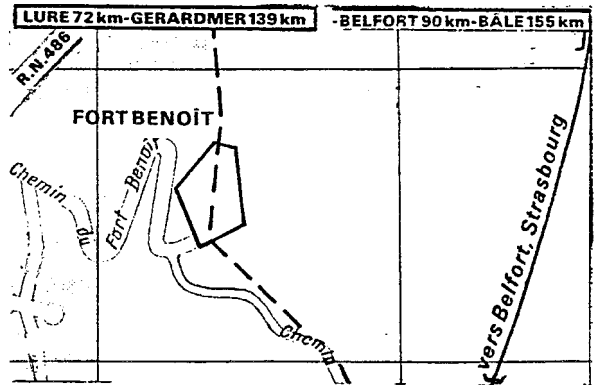 LURE 72 km-GERARDMER 139 km
-BELFORT 90 km-BÂLE 155 km
R.N.486
FORT BENOÎT
Chemin du Fort Benoît
Chemin
vers Belfort, Strasbourg